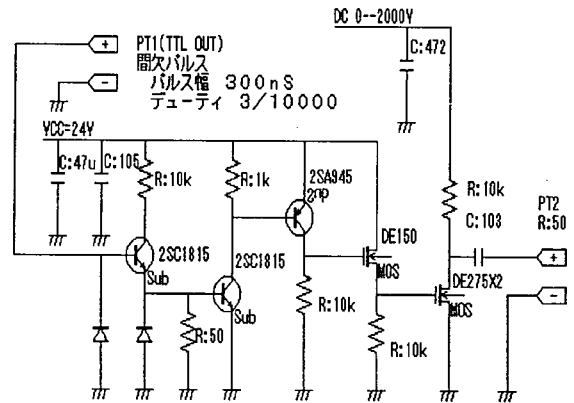 DC 0--2000V
PT1(TTL OUT)
間欠パルス
パルス幅 300nS
デューティ 3/10000
C:472
VCC=24V
C:47u
C:105
R:10k
R:1k
2SA945
pnp
R:10k
PT2
R:50
C:103
2SC1815
Sub
2SC1815
Sub
DE150
MOS
DE275X2
MOS
R:50
R:10k
R:10k